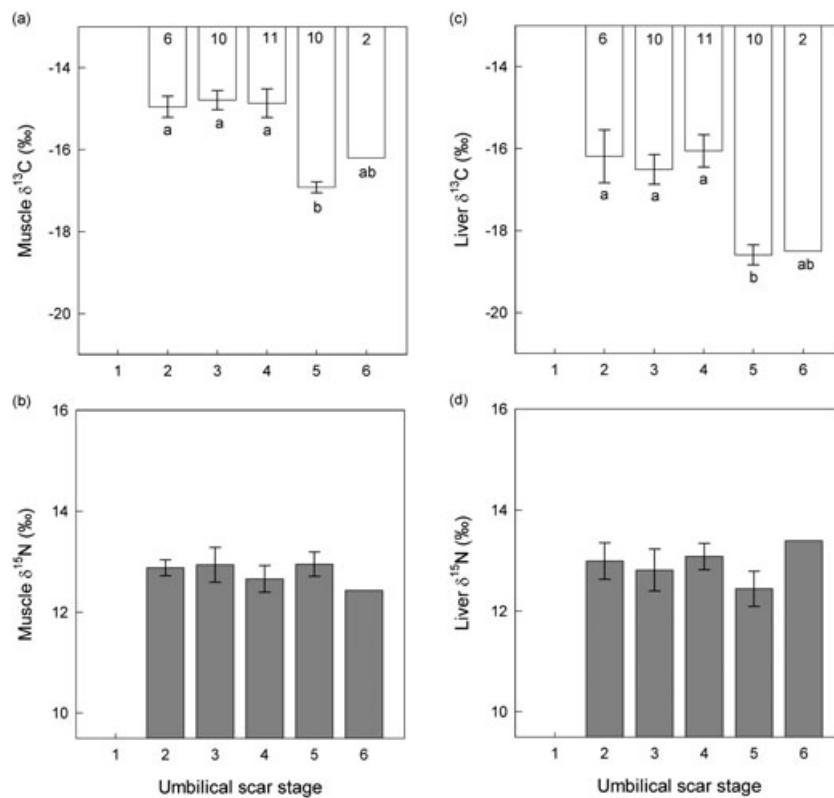 (a)
6 10 11 10 2
-14
-16
-18
-20
Muscle δ¹³C (‰)
a a a b ab
1 2 3 4 5 6
(c)
6 10 11 10 2
-14
-16
-18
-20
Liver δ¹³C (‰)
a a a b ab
1 2 3 4 5 6
(b)
16
14
12
10
Muscle δ¹⁵N (‰)
1 2 3 4 5 6
Umbilical scar stage
(d)
16
14
12
10
Liver δ¹⁵N (‰)
1 2 3 4 5 6
Umbilical scar stage